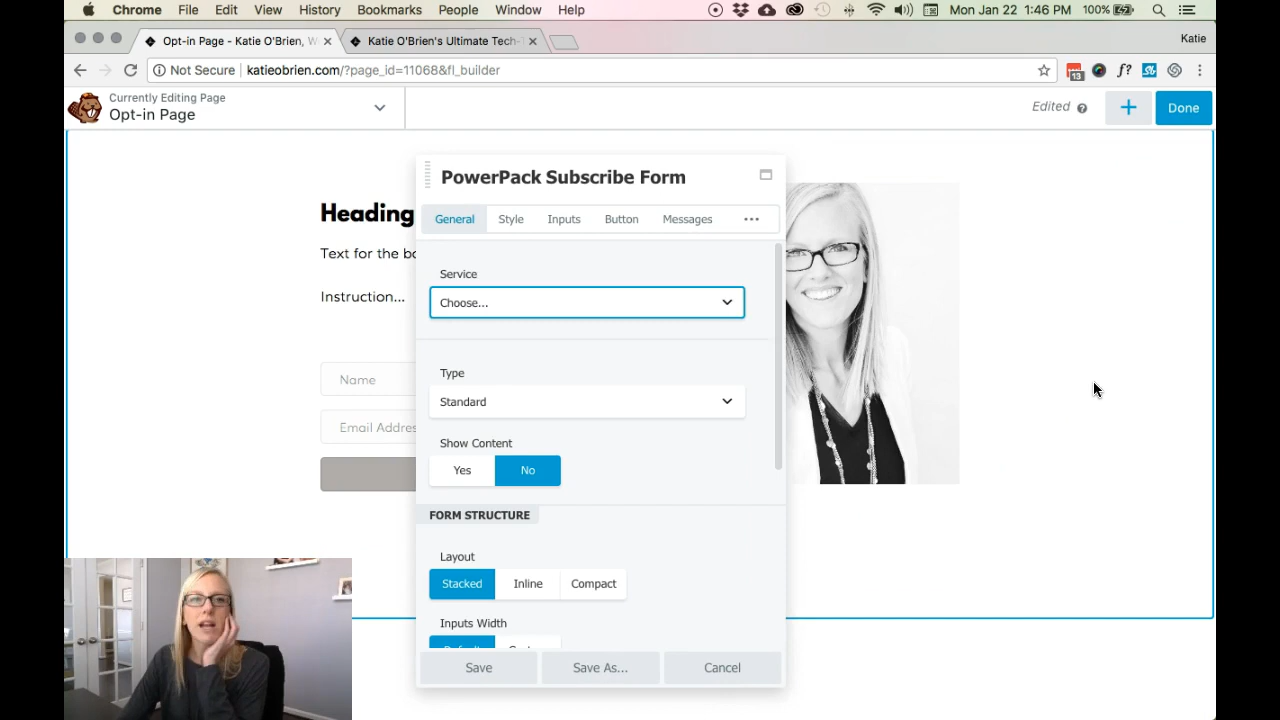 Chrome File Edit View History Bookmarks People Window Help Mon Jan 22 1:46 PM 100%
Opt-in Page - Katie O'Brien, W Katie O'Brien's Ultimate Tech-T Katie
Not Secure katieobrien.com/?page_id=11068&fl_builder 13 f?
Currently Editing Page
Opt-in Page
Edited ? + Done
PowerPack Subscribe Form
General Style Inputs Button Messages ...
Heading
Text for the bo
Instruction...
Name
Email Addres
Service
Choose...
Type
Standard
Show Content
Yes No
FORM STRUCTURE
Layout
Stacked Inline Compact
Inputs Width
Save Save As... Cancel